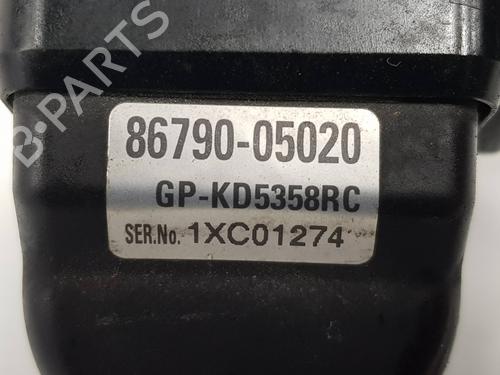 86790-05020
GP-KD5358RC
SER.No. 1XC01274
B-PARTS